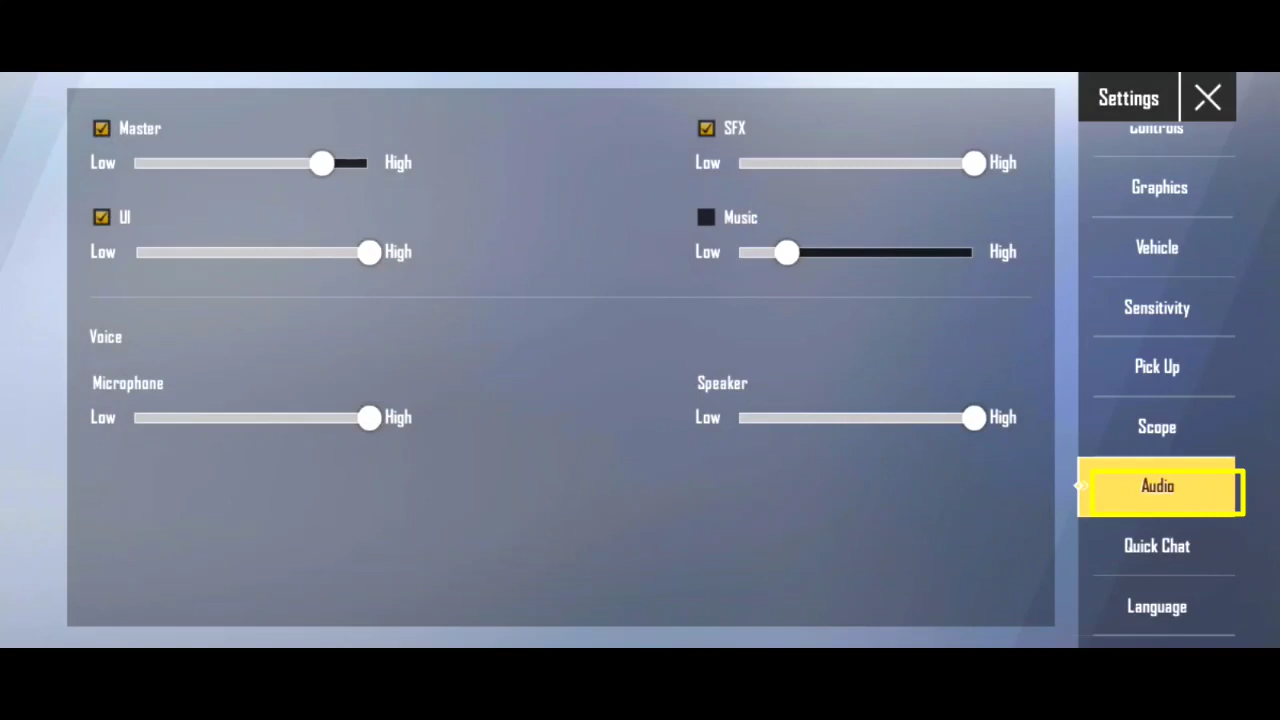 Settings
Controls
Master
SFX
Low High
Low High
Graphics
UI
Music
Low High
Low High
Vehicle
Sensitivity
Voice
Pick Up
Microphone
Speaker
Low High
Low High
Scope
Audio
Quick Chat
Language